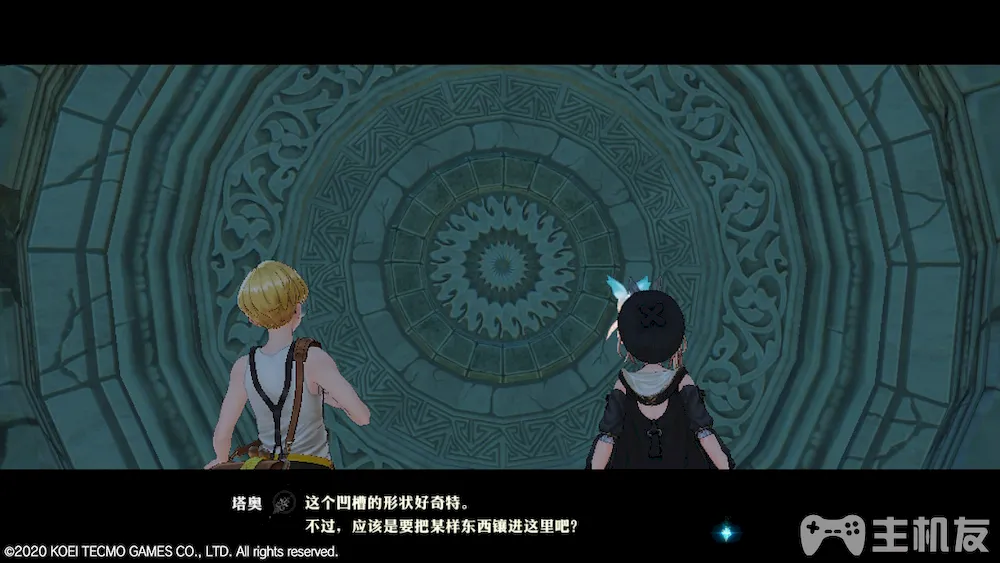 塔奥 这个凹槽的形状好奇特。
不过，应该是要把某样东西镶进这里吧？
©2020 KOEI TECMO GAMES CO., LTD. All rights reserved.
主机友